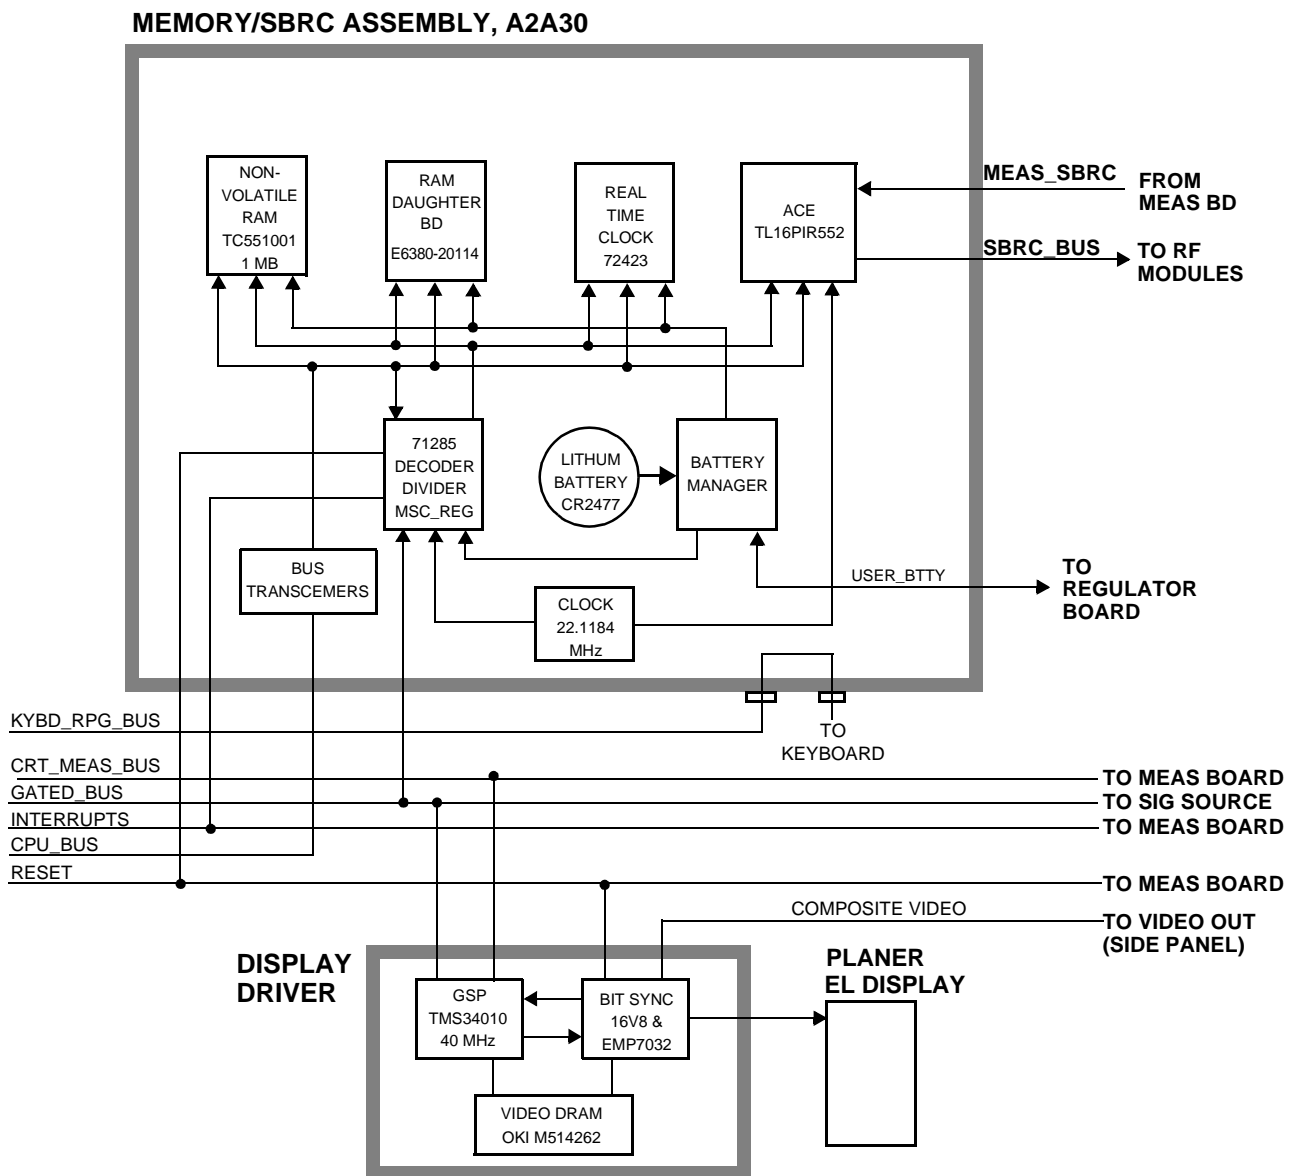 MEMORY/SBRC ASSEMBLY, A2A30
NON-
VOLATILE
RAM
TC551001
1 MB
RAM
DAUGHTER
BD
E6380-20114
REAL
TIME
CLOCK
72423
ACE
TL16PIR552
MEAS_SBRC
FROM
MEAS BD
SBRC_BUS
TO RF
MODULES
71285
DECODER
DIVIDER
MSC_REG
LITHUM
BATTERY
CR2477
BATTERY
MANAGER
BUS
TRANSCEMERS
CLOCK
22.1184
MHz
USER_BTTY
TO
REGULATOR
BOARD
KYBD_RPG_BUS
TO
KEYBOARD
CRT_MEAS_BUS
TO MEAS BOARD
GATED_BUS
TO SIG SOURCE
INTERRUPTS
TO MEAS BOARD
CPU_BUS
RESET
TO MEAS BOARD
COMPOSITE VIDEO
TO VIDEO OUT
(SIDE PANEL)
DISPLAY
DRIVER
GSP
TMS34010
40 MHz
BIT SYNC
16V8 &
EMP7032
PLANER
EL DISPLAY
VIDEO DRAM
OKI M514262